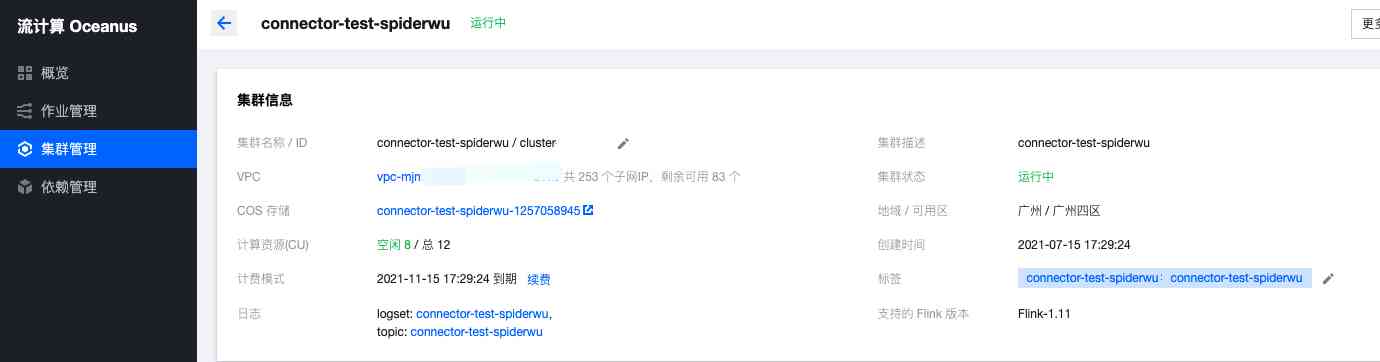 流计算 Oceanus
概览
作业管理
集群管理
依赖管理
connector-test-spiderwu 运行中
更多
集群信息
集群名称 / ID connector-test-spiderwu / cluster
集群描述 connector-test-spiderwu
VPC vpc-mjn 共 253 个子网IP，剩余可用 83 个
集群状态 运行中
COS 存储 connector-test-spiderwu-1257058945
地域 / 可用区 广州 / 广州四区
计算资源(CU) 空闲 8 / 总 12
创建时间 2021-07-15 17:29:24
计费模式 2021-11-15 17:29:24 到期 续费
标签 connector-test-spiderwu：connector-test-spiderwu
日志 logset: connector-test-spiderwu,
topic: connector-test-spiderwu
支持的 Flink 版本 Flink-1.11